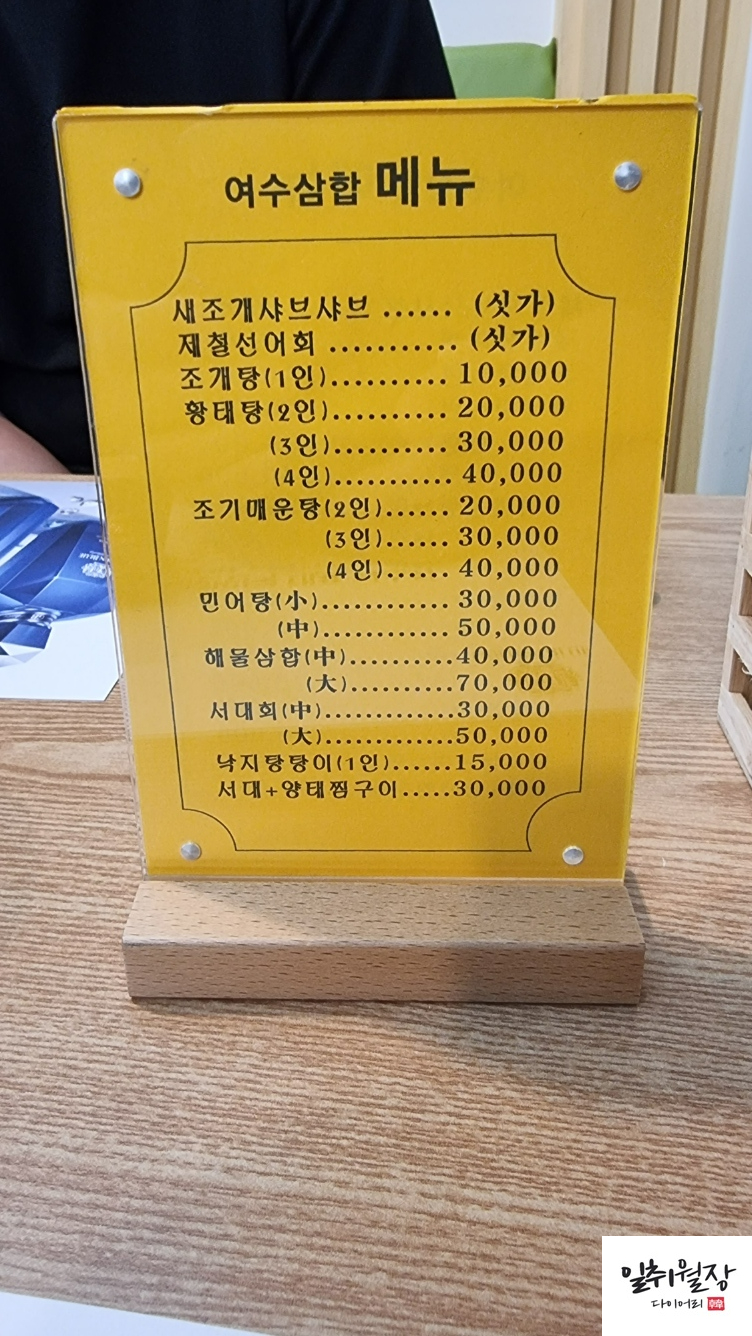 여수삼합 메뉴
새조개샤브샤브 ...... (싯가)
제철선어회 ........... (싯가)
조개탕(1인).......... 10,000
황태탕(2인).......... 20,000
(3인).......... 30,000
(4인)........... 40,000
조기매운탕(2인)...... 20,000
(3인)...... 30,000
(4인)...... 40,000
민어탕(小)............ 30,000
(中)............ 50,000
해물삼합(中)..........40,000
(大)..........70,000
서대회(中)............30,000
(大)............50,000
낙지탕탕이(1인)......15,000
서대+양태찜구이.....30,000
일취월장
다이어리 韓